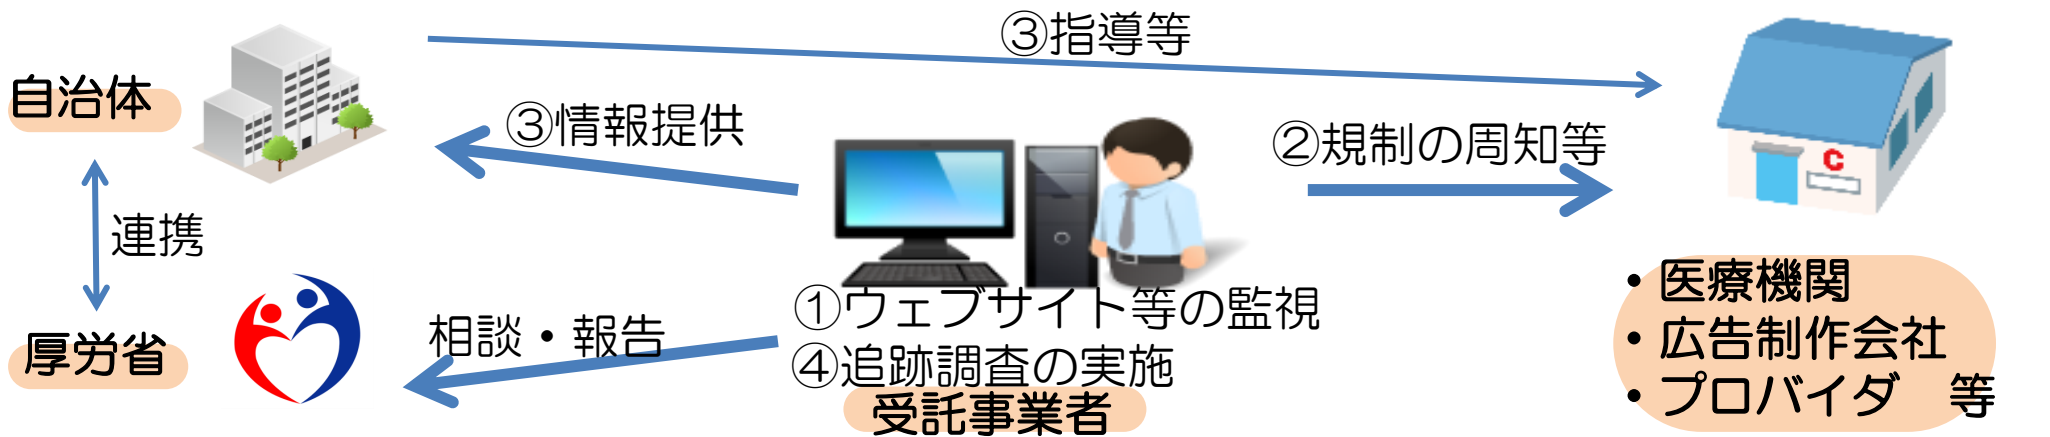 ③指導等
自治体
③情報提供
②規制の周知等
連携
C
①ウェブサイト等の監視
相談・報告
厚労省
④追跡調査の実施
受託事業者
・医療機関
・広告制作会社
・プロバイダ　等